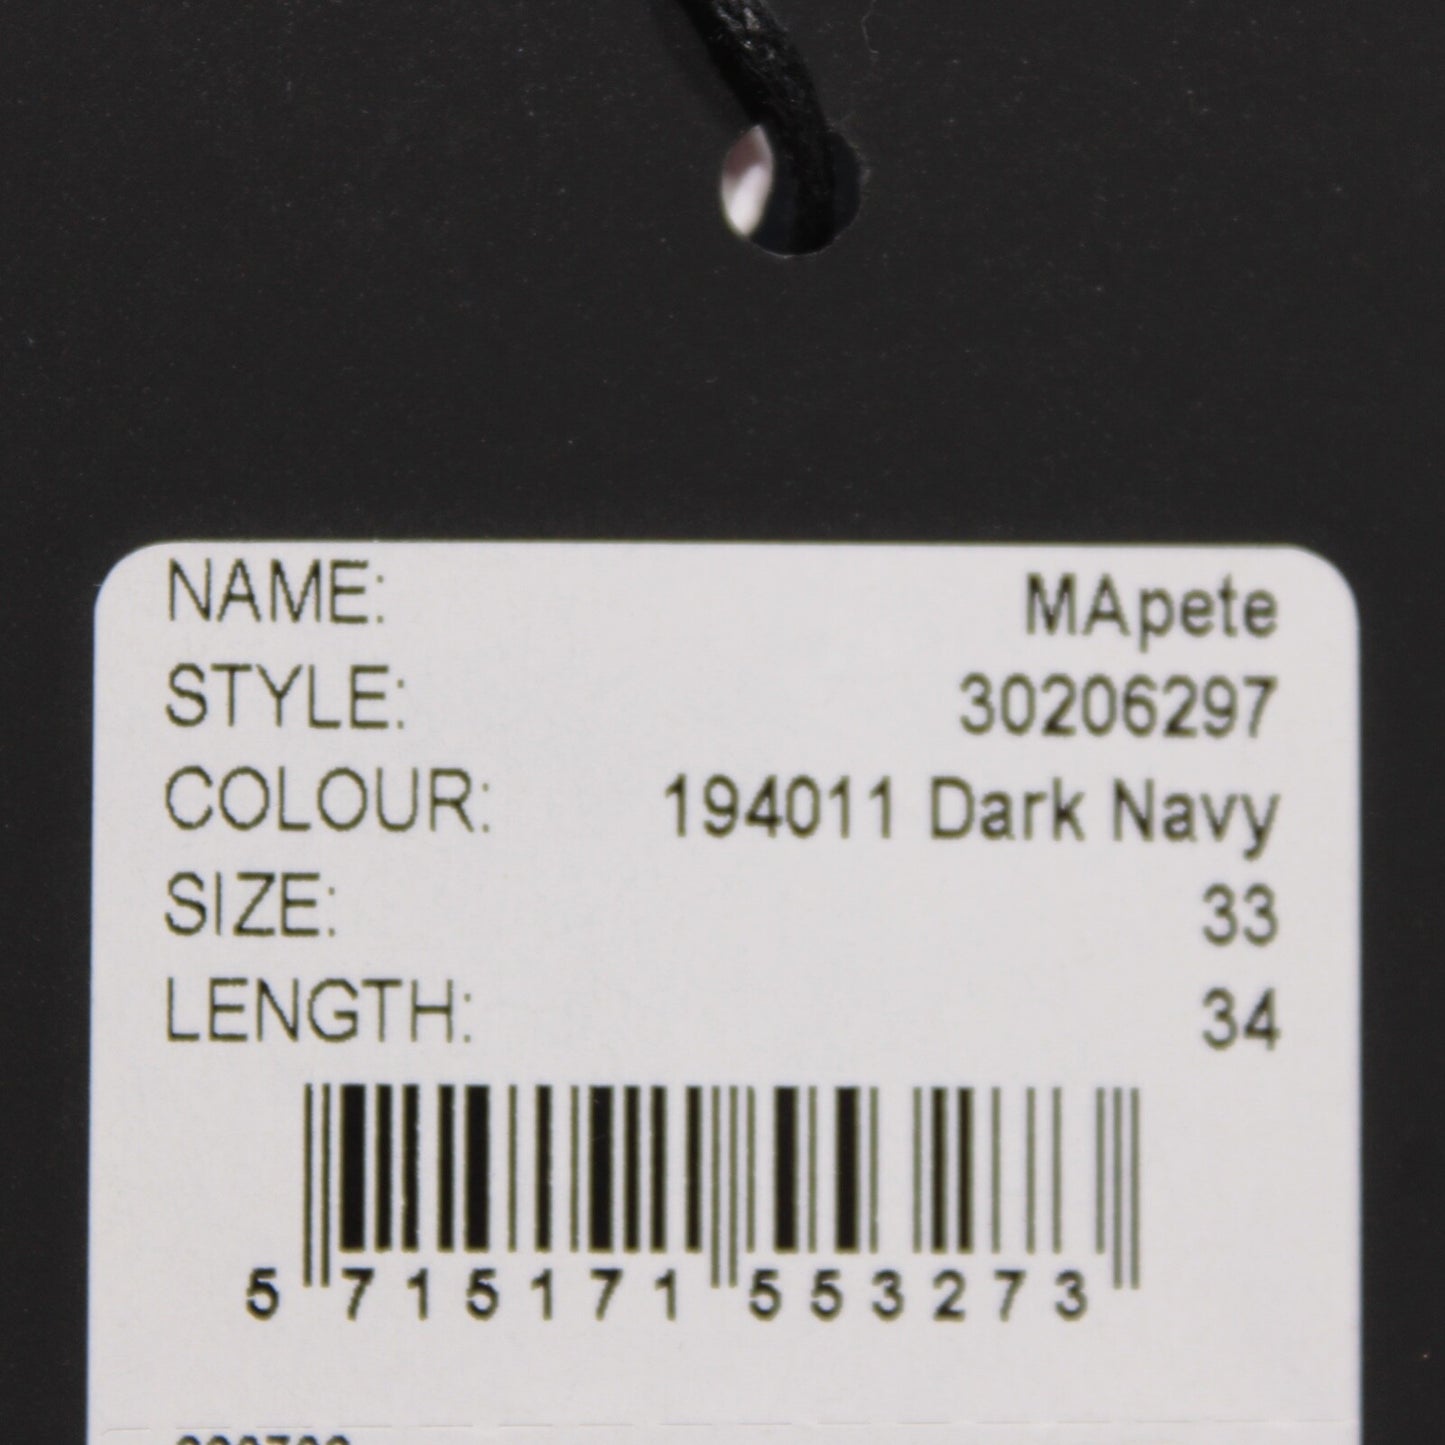 NAME: MApete
STYLE: 30206297
COLOUR: 194011 Dark Navy
SIZE: 33
LENGTH: 34
5 715171 553273